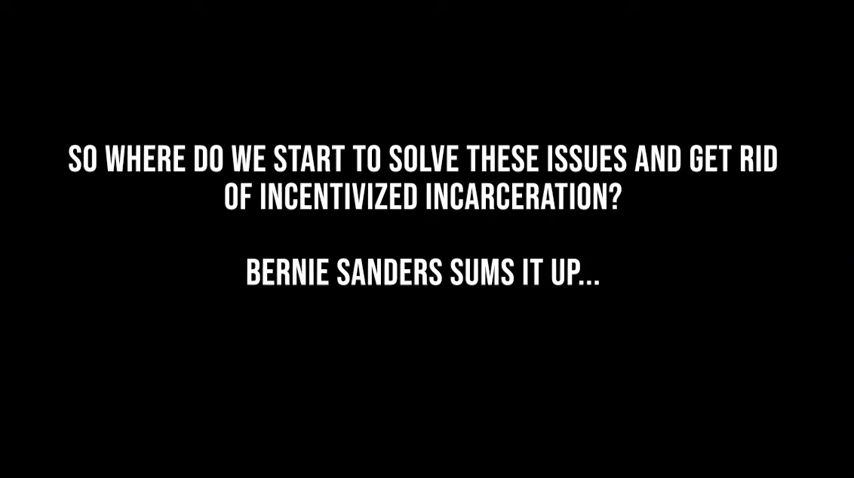 SO WHERE DO WE START TO SOLVE THESE ISSUES AND GET RID
OF INCENTIVIZED INCARCERATION?
BERNIE SANDERS SUMS IT UP...